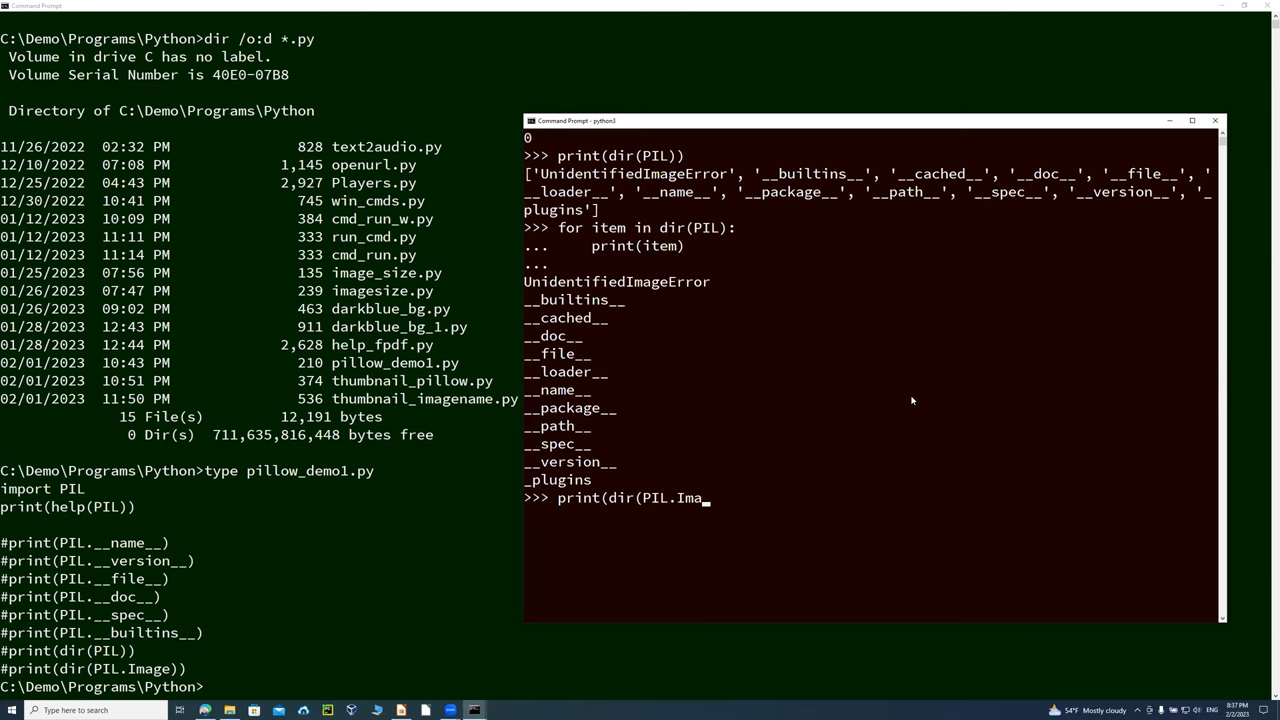 Command Prompt
C:\Demo\Programs\Python>dir /o:d *.py
 Volume in drive C has no label.
 Volume Serial Number is 40E0-07B8
 Directory of C:\Demo\Programs\Python
11/26/2022  02:32 PM               828 text2audio.py
12/10/2022  07:08 PM             1,145 openurl.py
12/25/2022  04:43 PM             2,927 Players.py
12/30/2022  10:41 PM               745 win_cmds.py
01/12/2023  10:09 PM               384 cmd_run_w.py
01/12/2023  11:11 PM               333 run_cmd.py
01/12/2023  11:14 PM               333 cmd_run.py
01/25/2023  07:56 PM               135 image_size.py
01/26/2023  07:47 PM               239 imagesize.py
01/26/2023  09:02 PM               463 darkblue_bg.py
01/28/2023  12:43 PM               911 darkblue_bg_1.py
01/28/2023  12:44 PM             2,628 help_fpdf.py
02/01/2023  10:43 PM               210 pillow_demo1.py
02/01/2023  10:51 PM               374 thumbnail_pillow.py
02/01/2023  11:50 PM               536 thumbnail_imagename.py
              15 File(s)         12,191 bytes
               0 Dir(s)  711,635,816,448 bytes free
C:\Demo\Programs\Python>type pillow_demo1.py
import PIL
print(help(PIL))
#print(PIL.__name__)
#print(PIL.__version__)
#print(PIL.__file__)
#print(PIL.__doc__)
#print(PIL.__spec__)
#print(PIL.__builtins__)
#print(dir(PIL))
#print(dir(PIL.Image))
C:\Demo\Programs\Python>
Command Prompt - python3
0
>>> print(dir(PIL))
['UnidentifiedImageError', '__builtins__', '__cached__', '__doc__', '__file__', '
__loader__', '__name__', '__package__', '__path__', '__spec__', '__version__', '_
plugins']
>>> for item in dir(PIL):
...     print(item)
...
UnidentifiedImageError
__builtins__
__cached__
__doc__
__file__
__loader__
__name__
__package__
__path__
__spec__
__version__
_plugins
>>> print(dir(PIL.Ima_
Type here to search
54°F Mostly cloudy
ENG
8:37 PM
2/2/2023